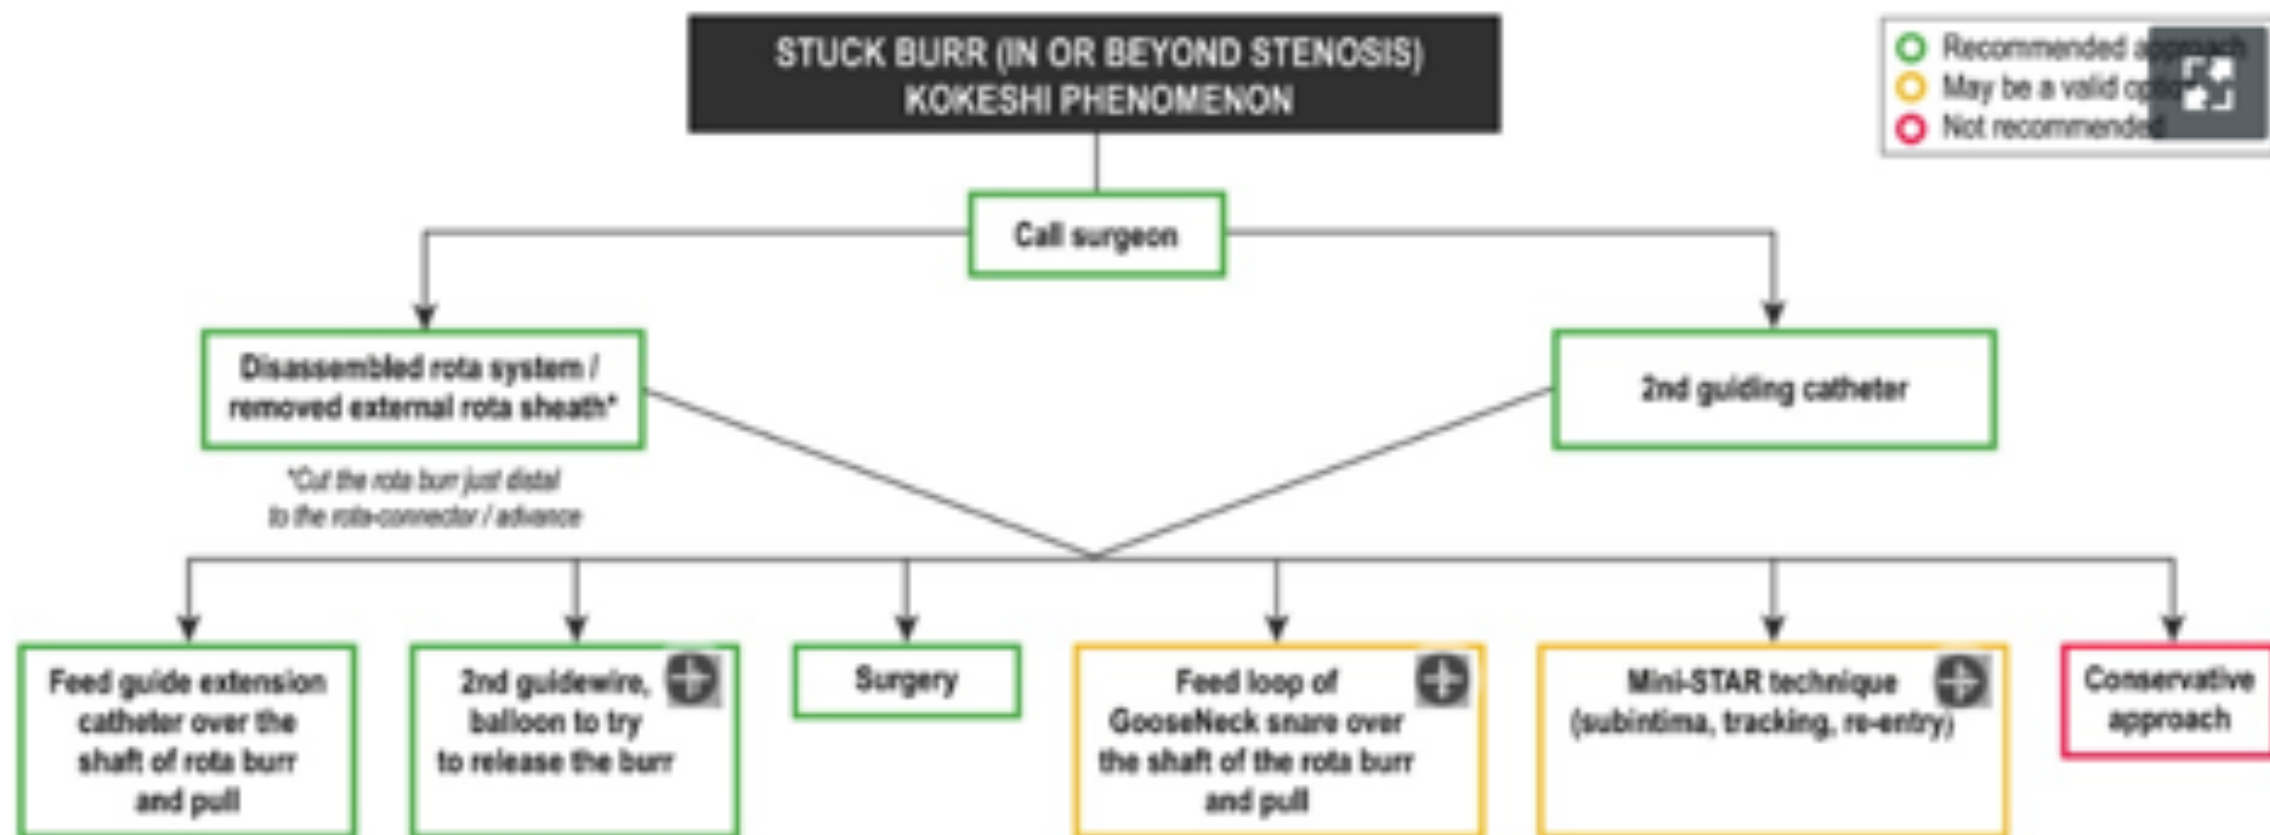 STUCK BURR (IN OR BEYOND STENOSIS)
KOKESHI PHENOMENON
Recommended
May be a valid
Not recommended
Call surgeon
Disassembled rota system /
removed external rota sheath*
2nd guiding catheter
*Cut the rota burr just distal
to the rota-connector / advance
Feed guide extension
catheter over the
shaft of rota burr
and pull
2nd guidewire,
balloon to try
to release the burr
Surgery
Feed loop of
GooseNeck snare over
the shaft of the rota burr
and pull
Mini-STAR technique
(subintima, tracking, re-entry)
Conservative
approach